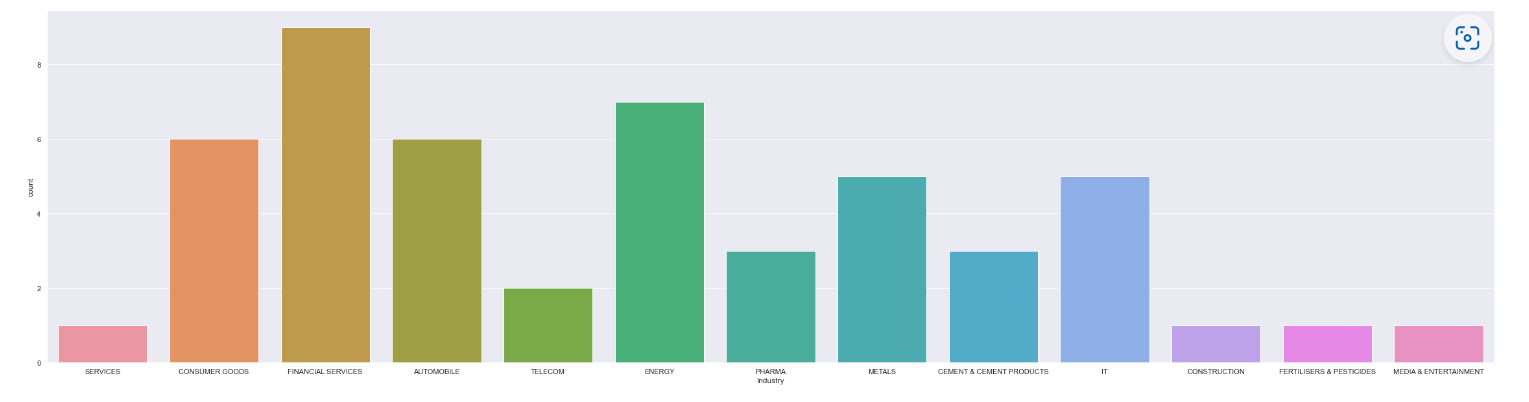 8
6
4
2
0
count
SERVICES CONSUMER GOODS FINANCIAL SERVICES AUTOMOBILE TELECOM ENERGY PHARMA METALS CEMENT & CEMENT PRODUCTS IT CONSTRUCTION FERTILISERS & PESTICIDES MEDIA & ENTERTAINMENT
Industry